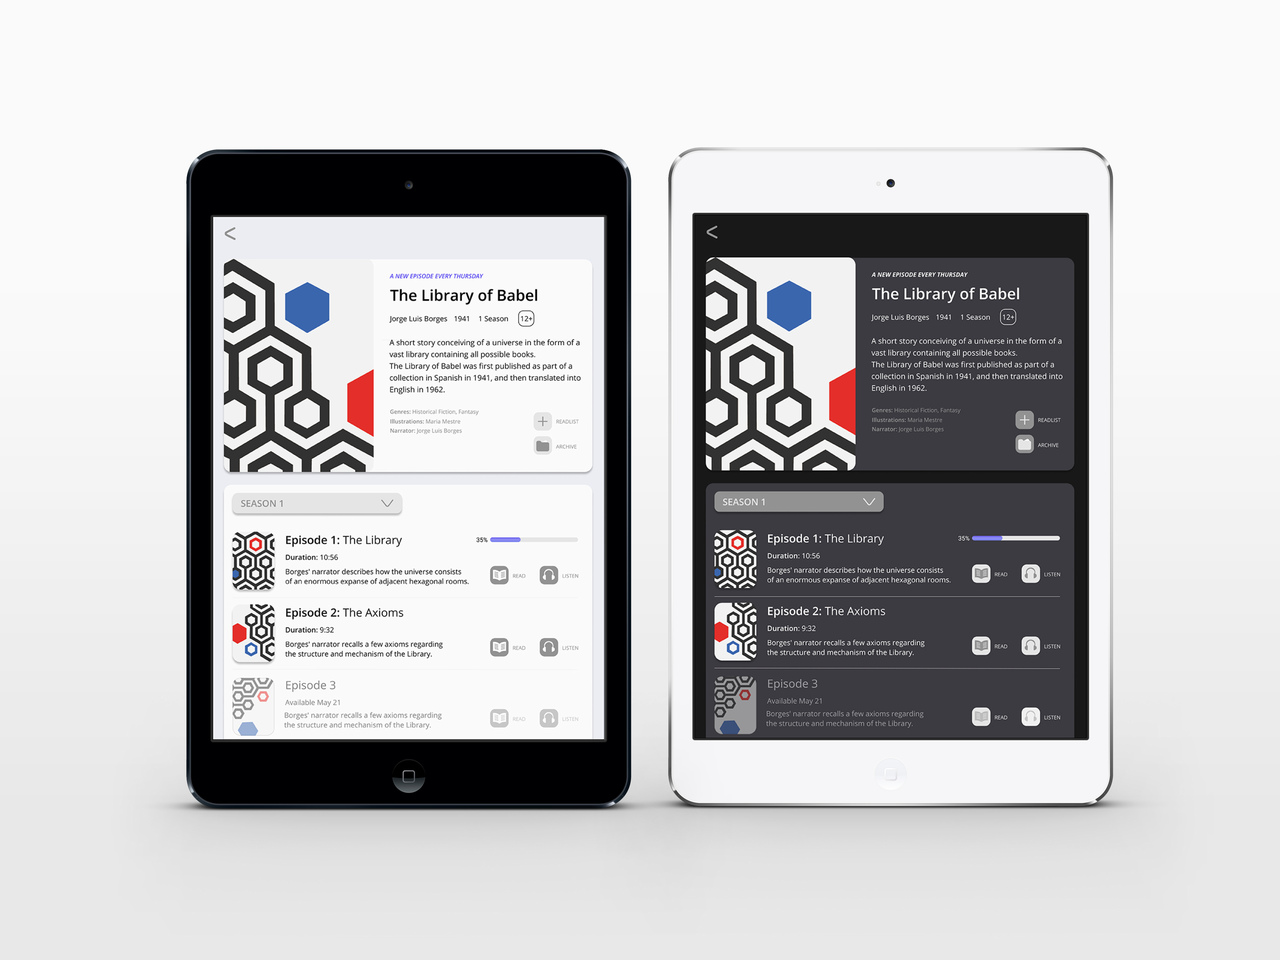 <
A NEW EPISODE EVERY THURSDAY
The Library of Babel
Jorge Luis Borges 1941 1 Season 12+
A short story conceiving of a universe in the form of a
vast library containing all possible books.
The Library of Babel was first published as part of a
collection in Spanish in 1941, and then translated into
English in 1962.
Genres: Historical Fiction, Fantasy
Illustrations: Maria Mestre
Narrator: Jorge Luis Borges
READLIST
ARCHIVE
SEASON 1
Episode 1: The Library
35%
Duration: 10:56
Borges' narrator describes how the universe consists
of an enormous expanse of adjacent hexagonal rooms.
READ LISTEN
Episode 2: The Axioms
Duration: 9:32
Borges' narrator recalls a few axioms regarding
the structure and mechanism of the Library.
READ LISTEN
Episode 3
Available May 21
Borges' narrator recalls a few axioms regarding
the structure and mechanism of the Library.
READ LISTEN
<
A NEW EPISODE EVERY THURSDAY
The Library of Babel
Jorge Luis Borges 1941 1 Season 12+
A short story conceiving of a universe in the form of a
vast library containing all possible books.
The Library of Babel was first published as part of a
collection in Spanish in 1941, and then translated into
English in 1962.
Genres: Historical Fiction, Fantasy
Illustrations: Maria Mestre
Narrator: Jorge Luis Borges
READLIST
ARCHIVE
SEASON 1
Episode 1: The Library
35%
Duration: 10:56
Borges' narrator describes how the universe consists
of an enormous expanse of adjacent hexagonal rooms.
READ LISTEN
Episode 2: The Axioms
Duration: 9:32
Borges' narrator recalls a few axioms regarding
the structure and mechanism of the Library.
READ LISTEN
Episode 3
Available May 21
Borges' narrator recalls a few axioms regarding
the structure and mechanism of the Library.
READ LISTEN